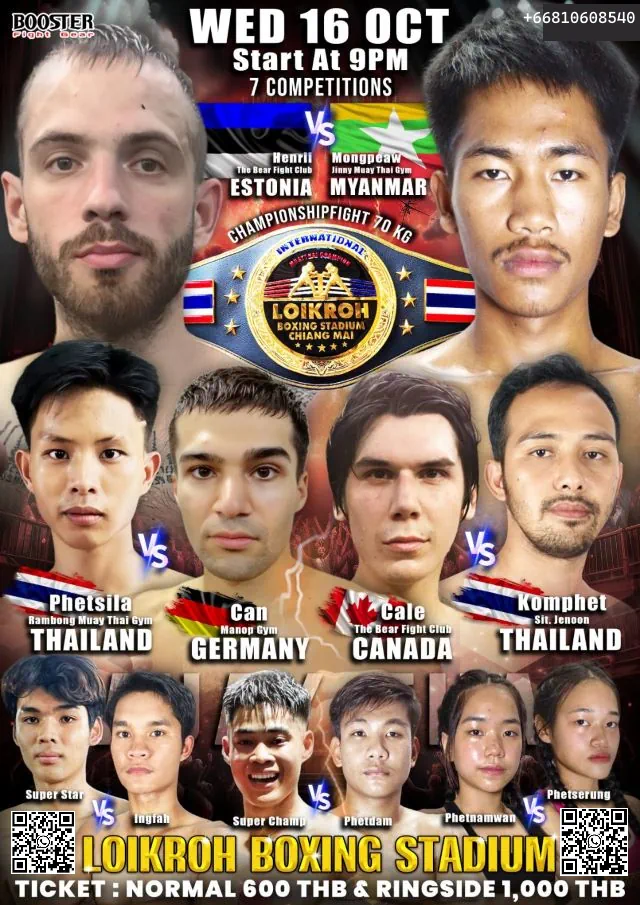 BOOSTER
Fight Gear
WED 16 OCT
+66810608540
Start At 9PM
7 COMPETITIONS
VS
Henrii
The Bear Fight Club
ESTONIA
Mongpeaw
Jinny Muay Thai Gym
MYANMAR
CHAMPIONSHIPFIGHT 70 KG
INTERNATIONAL
MUAYTHAI CHAMPION
LOIKROH
BOXING STADIUM
CHIANG MAI
VS
VS
Phetsila
Rambong Muay Thai Gym
THAILAND
Can
Manop Gym
GERMANY
Cale
The Bear Fight Club
CANADA
Komphet
Sit. Jenoon
THAILAND
Super Star
VS
Ingfah
Super Champ
VS
Phetdam
Phetnamwan
VS
Phetserung
LOIKROH BOXING STADIUM
TICKET : NORMAL 600 THB & RINGSIDE 1,000 THB